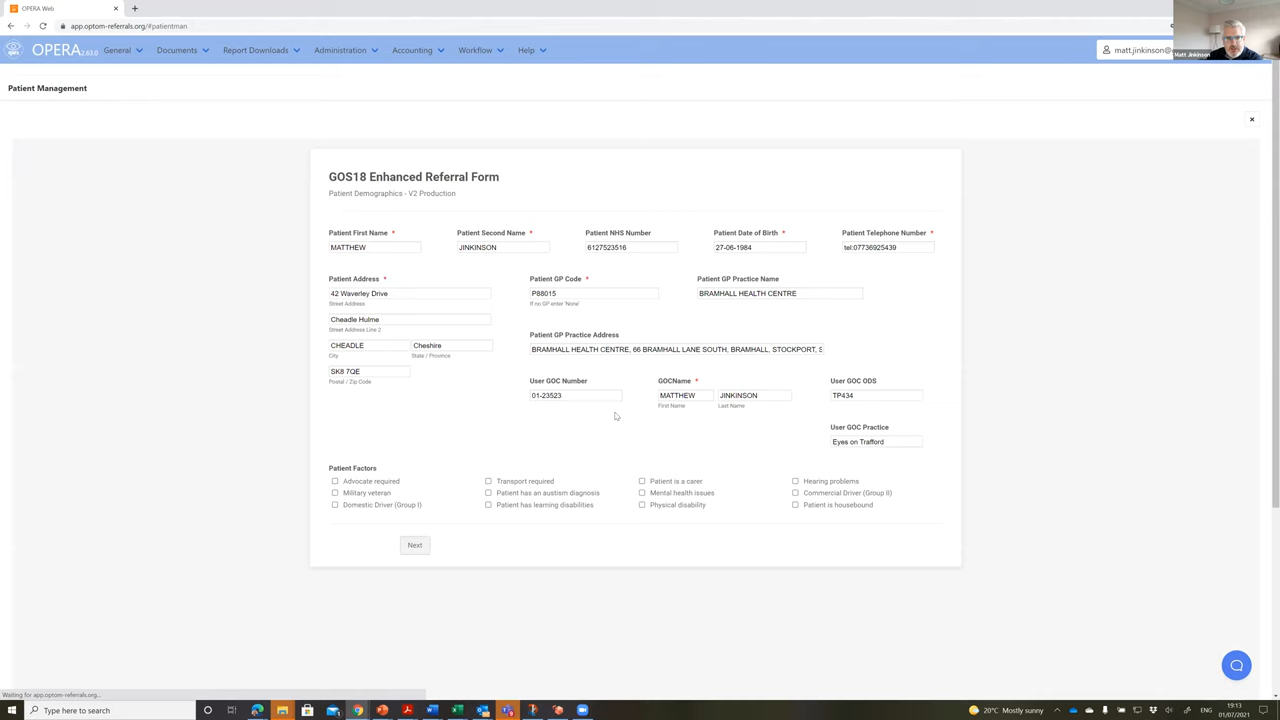 OPERA Web
app.optom-referrals.org/#patientman
OPERA 2.63.0 General Documents Report Downloads Administration Accounting Workflow Help matt.jinkinson@
Matt Jinkinson
Patient Management
GOS18 Enhanced Referral Form
Patient Demographics - V2 Production
Patient First Name * Patient Second Name * Patient NHS Number Patient Date of Birth * Patient Telephone Number *
MATTHEW JINKINSON 6127523516 27-06-1984 tel:07736925439
Patient Address * Patient GP Code * Patient GP Practice Name
42 Waverley Drive P88015 BRAMHALL HEALTH CENTRE
Street Address If no GP enter 'None'
Cheadle Hulme
Street Address Line 2
Patient GP Practice Address
CHEADLE Cheshire BRAMHALL HEALTH CENTRE, 66 BRAMHALL LANE SOUTH, BRAMHALL, STOCKPORT, S
City State / Province
SK8 7QE
Postal / Zip Code
User GOC Number GOCName * User GOC ODS
01-23523 MATTHEW JINKINSON TP434
First Name Last Name
User GOC Practice
Eyes on Trafford
Patient Factors
Advocate required Transport required Patient is a carer Hearing problems
Military veteran Patient has an austism diagnosis Mental health issues Commercial Driver (Group II)
Domestic Driver (Group I) Patient has learning disabilities Physical disability Patient is housebound
Next
Waiting for app.optom-referrals.org...
Type here to search
20°C Mostly sunny
19:13
01/07/2021